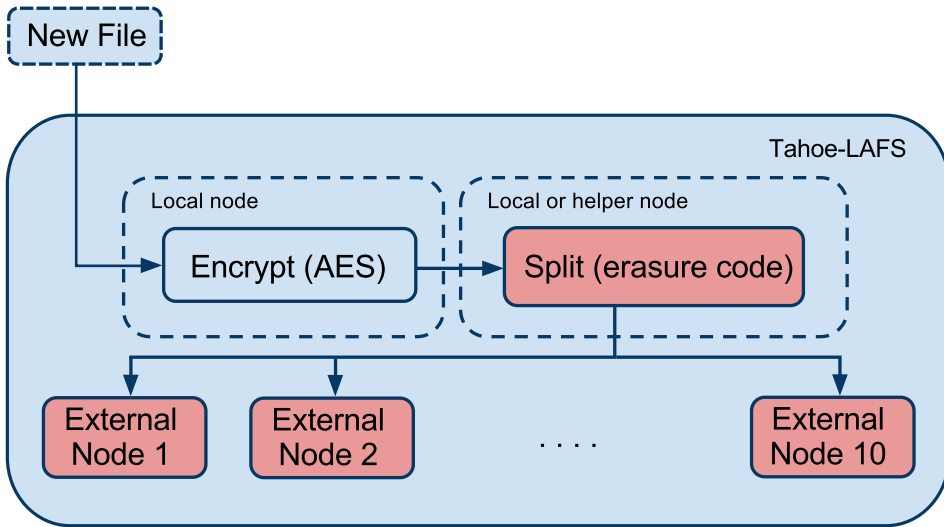 New File
Tahoe-LAFS
Local node
Local or helper node
Encrypt (AES)
Split (erasure code)
External
Node 1
External
Node 2
. . . .
External
Node 10